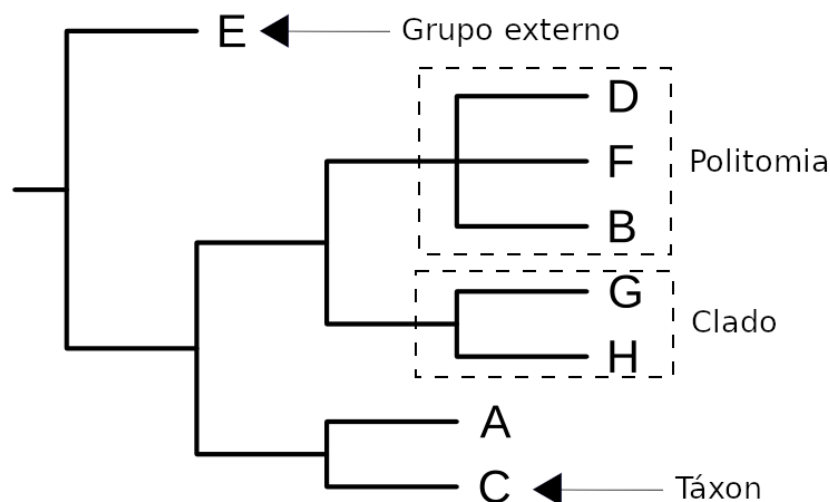 E Grupo externo
D
F Politomia
B
G
Clado
H
A
C Táxon